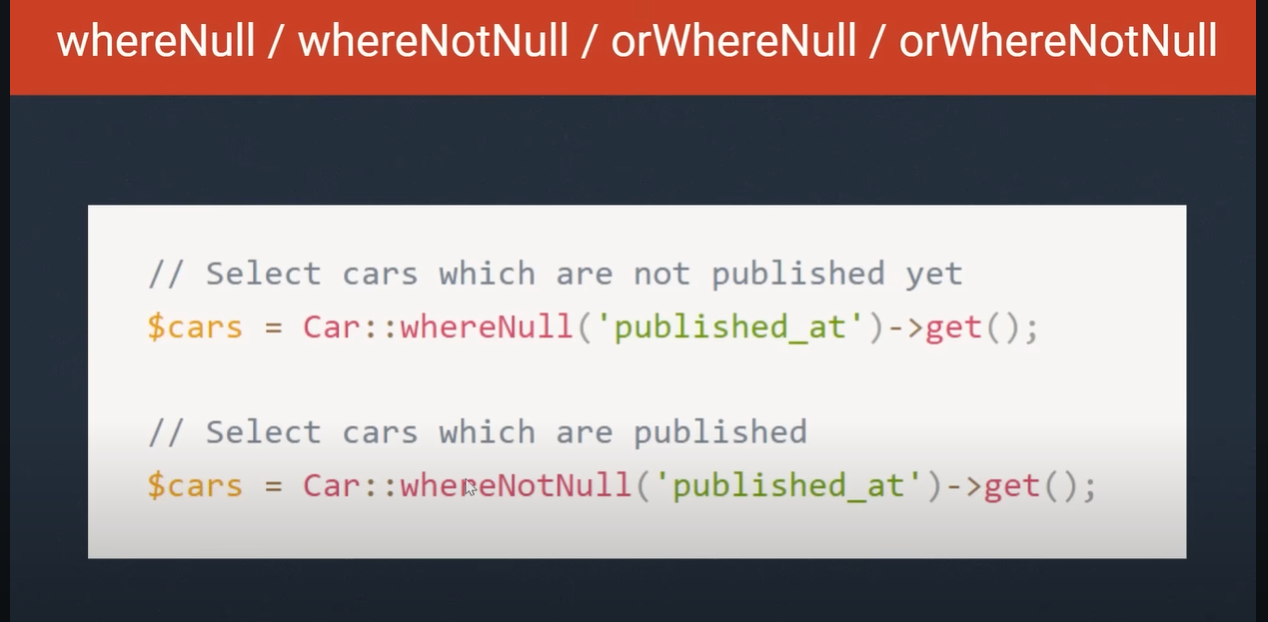 whereNull / whereNotNull / orWhereNull / orWhereNotNull
// Select cars which are not published yet
$cars = Car::whereNull('published_at')->get();
// Select cars which are published
$cars = Car::whereNotNull('published_at')->get();